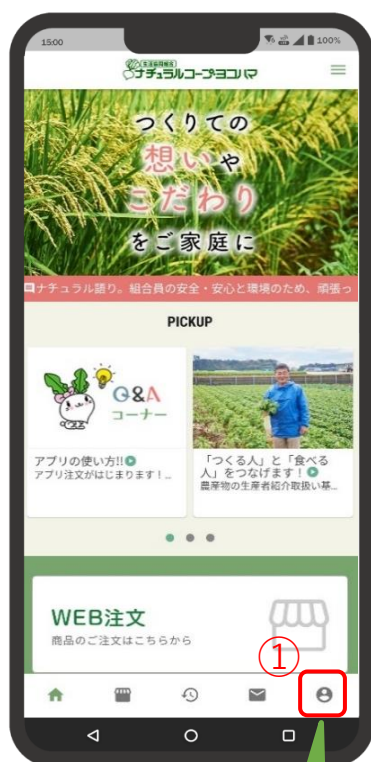 15:00
100%
生活協同組合
ナチュラルコープヨコハマ
つくりての
想いや
こだわり
をご家庭に
ナチュラル語り。組合員の安全・安心と環境のため、頑張っ
PICKUP
Q&A
コーナー
アプリの使い方!!
アプリ注文がはじまります！…
「つくる人」と「食べる
人」をつなげます！
農産物の生産者紹介取扱い基…
WEB注文
商品のご注文はこちらから
①